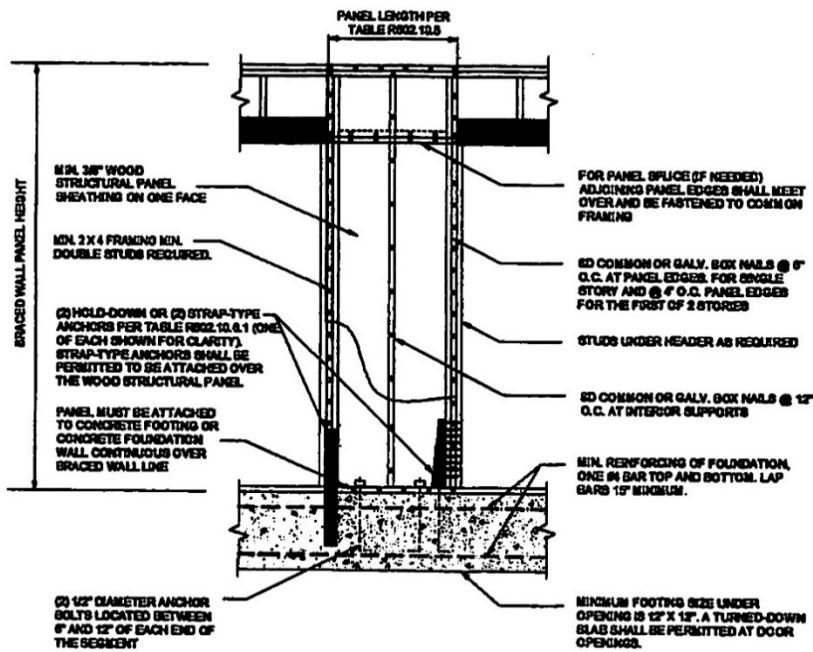 PANEL LENGTH PER
TABLE R602.10.5
BRACED WALL PANEL HEIGHT
MIN. 3/8" WOOD
STRUCTURAL PANEL
SHEATHING ON ONE FACE
MIN. 2 X 4 FRAMING MIN.
DOUBLE STUDS REQUIRED.
(2) HOLD-DOWN OR (2) STRAP-TYPE
ANCHORS PER TABLE R602.10.6.1 (ONE
OF EACH SHOWN FOR CLARITY).
STRAP-TYPE ANCHORS SHALL BE
PERMITTED TO BE ATTACHED OVER
THE WOOD STRUCTURAL PANEL
PANEL MUST BE ATTACHED
TO CONCRETE FOOTING OR
CONCRETE FOUNDATION
WALL CONTINUOUS OVER
BRACED WALL LINE
(2) 1/2" DIAMETER ANCHOR
BOLTS LOCATED BETWEEN
6" AND 12" OF EACH END OF
THE SEGMENT
FOR PANEL SPLICE (IF NEEDED)
ADJOINING PANEL EDGES SHALL MEET
OVER AND BE FASTENED TO COMMON
FRAMING
8D COMMON OR GALV. BOX NAILS @ 6"
O.C. AT PANEL EDGES. FOR SINGLE
STORY AND @ 4" O.C. PANEL EDGES
FOR THE FIRST OF 2 STORIES
STUDS UNDER HEADER AS REQUIRED
8D COMMON OR GALV. BOX NAILS @ 12"
O.C. AT INTERIOR SUPPORTS
MIN. REINFORCING OF FOUNDATION,
ONE #4 BAR TOP AND BOTTOM. LAP
BARS 15" MINIMUM.
MINIMUM FOOTING SIZE UNDER
OPENING IS 12" X 12". A TURNED-DOWN
SLAB SHALL BE PERMITTED AT DOOR
OPENINGS.